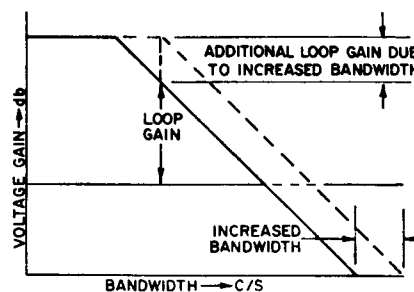 ADDITIONAL LOOP GAIN DUE
TO INCREASED BANDWIDTH
LOOP
GAIN
VOLTAGE GAIN → db
INCREASED
BANDWIDTH
BANDWIDTH → C/S